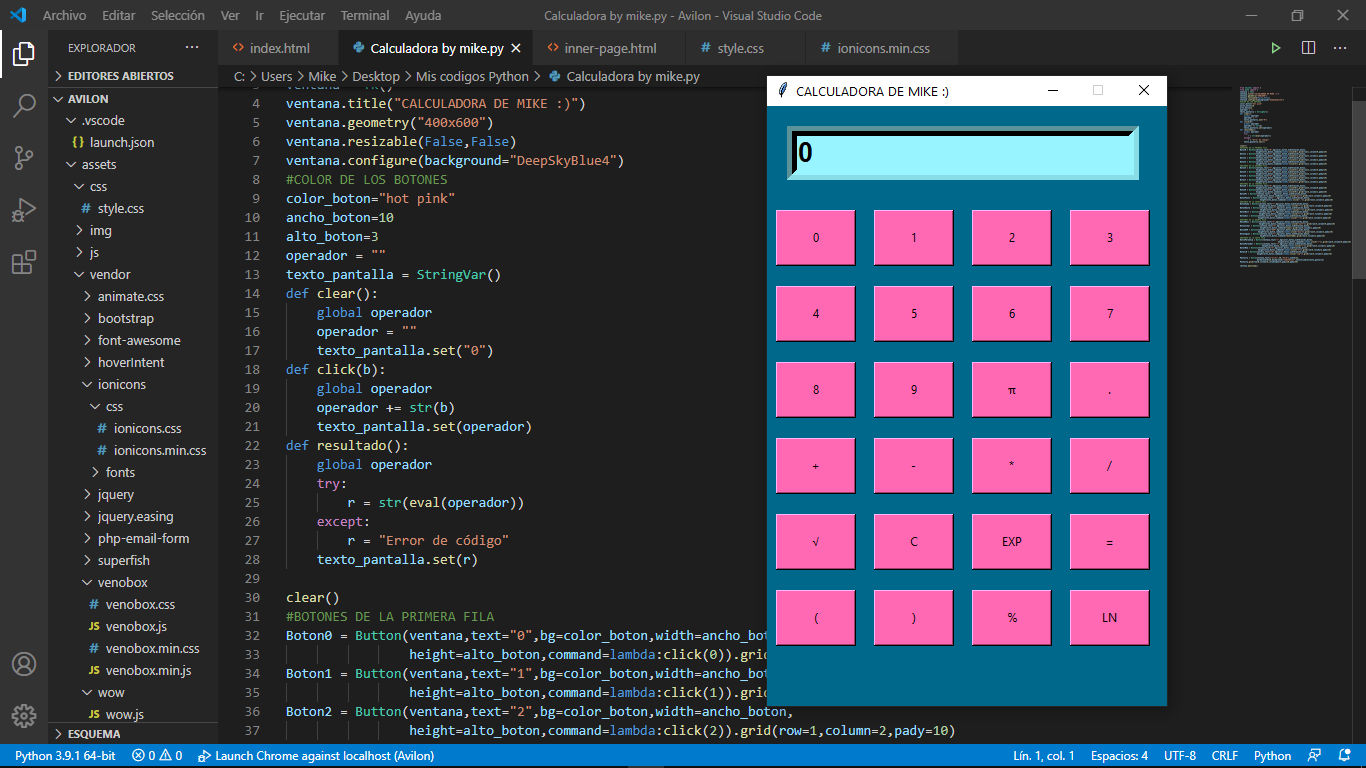 Archivo Editar Selección Ver Ir Ejecutar Terminal Ayuda Calculadora by mike.py - Avilon - Visual Studio Code
EXPLORADOR ···
EDITORES ABIERTOS
AVILON
.vscode
{} launch.json
assets
css
# style.css
img
js
vendor
animate.css
bootstrap
font-awesome
hoverIntent
ionicons
css
# ionicons.css
# ionicons.min.css
fonts
jquery
jquery.easing
php-email-form
superfish
venobox
# venobox.css
JS venobox.js
# venobox.min.css
JS venobox.min.js
wow
JS wow.js
ESQUEMA
<> index.html Calculadora by mike.py <> inner-page.html # style.css <> ionicons.min.css
C: > Users > Mike > Desktop > Mis codigos Python > Calculadora by mike.py
4 ventana.title("CALCULADORA DE MIKE :)")
5 ventana.geometry("400x600")
6 ventana.resizable(False,False)
7 ventana.configure(background="DeepSkyBlue4")
8 #COLOR DE LOS BOTONES
9 color_boton="hot pink"
10 ancho_boton=10
11 alto_boton=3
12 operador = ""
13 texto_pantalla = StringVar()
14 def clear():
15 global operador
16 operador = ""
17 texto_pantalla.set("0")
18 def click(b):
19 global operador
20 operador += str(b)
21 texto_pantalla.set(operador)
22 def resultado():
23 global operador
24 try:
25 r = str(eval(operador))
26 except:
27 r = "Error de código"
28 texto_pantalla.set(r)
29
30 clear()
31 #BOTONES DE LA PRIMERA FILA
32 Boton0 = Button(ventana,text="0",bg=color_boton,width=ancho_bot
33 height=alto_boton,command=lambda:click(0)).grid
34 Boton1 = Button(ventana,text="1",bg=color_boton,width=ancho_bot
35 height=alto_boton,command=lambda:click(1)).grid
36 Boton2 = Button(ventana,text="2",bg=color_boton,width=ancho_boton,
37 height=alto_boton,command=lambda:click(2)).grid(row=1,column=2,pady=10)
CALCULADORA DE MIKE :)
0
0 1 2 3
4 5 6 7
8 9 π .
+ - * /
√ C EXP =
( ) % LN
Python 3.9.1 64-bit 0 0 Launch Chrome against localhost (Avilon) Lín. 1, col. 1 Espacios: 4 UTF-8 CRLF Python